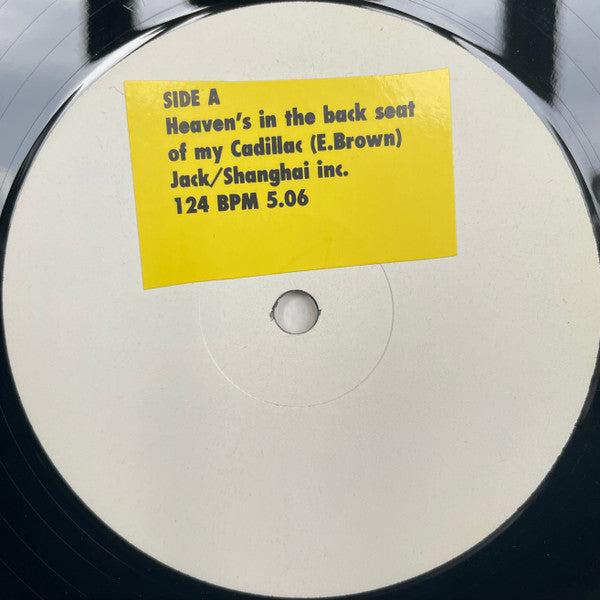 SIDE A
Heaven's in the back seat
of my Cadillac (E.Brown)
Jack/Shanghai inc.
124 BPM 5.06